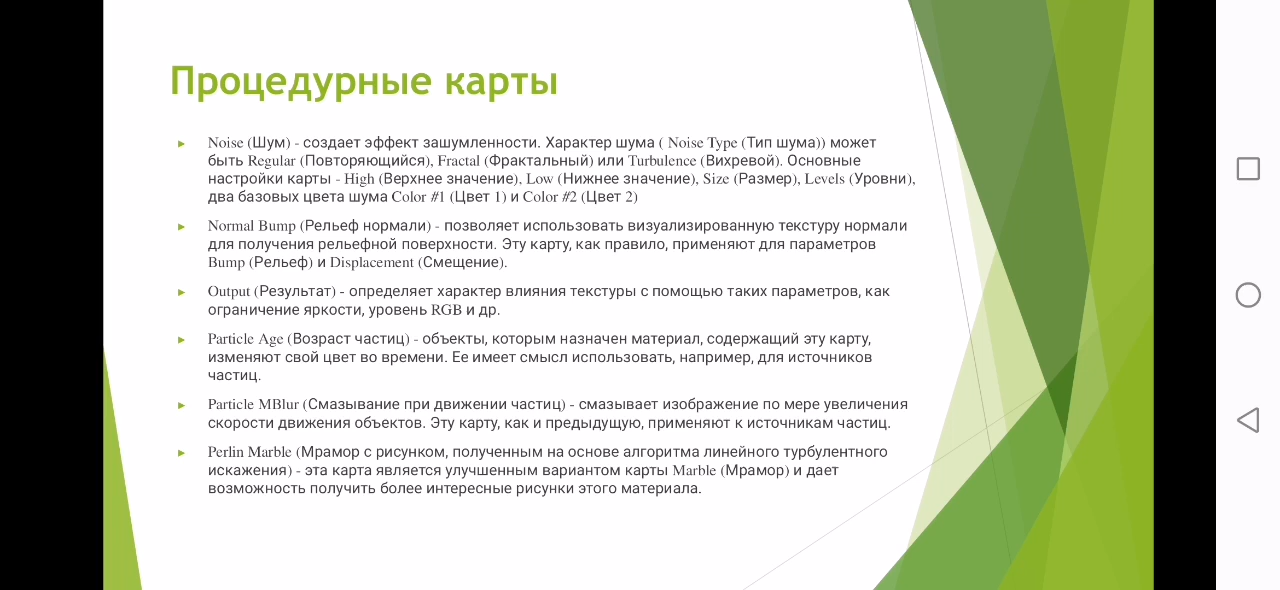 Процедурные карты
Noise (Шум) - создает эффект зашумленности. Характер шума ( Noise Type (Тип шума)) может
быть Regular (Повторяющийся), Fractal (Фрактальный) или Turbulence (Вихревой). Основные
настройки карты - High (Верхнее значение), Low (Нижнее значение), Size (Размер), Levels (Уровни),
два базовых цвета шума Color #1 (Цвет 1) и Color #2 (Цвет 2)
Normal Bump (Рельеф нормали) - позволяет использовать визуализированную текстуру нормали
для получения рельефной поверхности. Эту карту, как правило, применяют для параметров
Bump (Рельеф) и Displacement (Смещение).
Output (Результат) - определяет характер влияния текстуры с помощью таких параметров, как
ограничение яркости, уровень RGB и др.
Particle Age (Возраст частиц) - объекты, которым назначен материал, содержащий эту карту,
изменяют свой цвет во времени. Ее имеет смысл использовать, например, для источников
частиц.
Particle MBlur (Смазывание при движении частиц) - смазывает изображение по мере увеличения
скорости движения объектов. Эту карту, как и предыдущую, применяют к источникам частиц.
Perlin Marble (Мрамор с рисунком, полученным на основе алгоритма линейного турбулентного
искажения) - эта карта является улучшенным вариантом карты Marble (Мрамор) и дает
возможность получить более интересные рисунки этого материала.